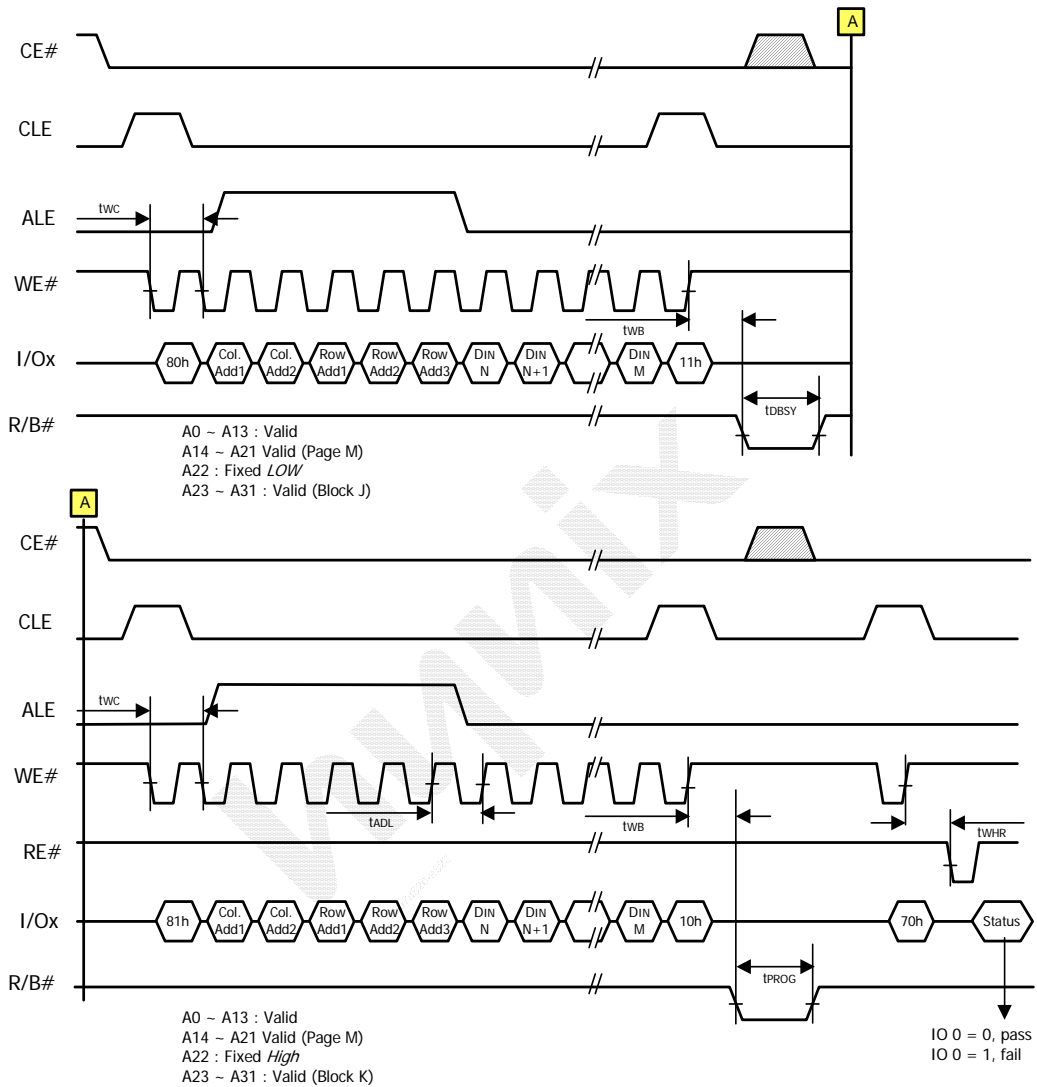 A
CE#
CLE
ALE
tWC
WE#
tWB
I/Ox
80h
Col. Add1
Col. Add2
Row Add1
Row Add2
Row Add3
DIN N
DIN N+1
DIN M
11h
tDBSY
R/B#
A0 ~ A13 : Valid
A14 ~ A21 Valid (Page M)
A22 : Fixed LOW
A23 ~ A31 : Valid (Block J)
A
CE#
CLE
ALE
tWC
WE#
tADL
tWB
tWHR
RE#
I/Ox
81h
Col. Add1
Col. Add2
Row Add1
Row Add2
Row Add3
DIN N
DIN N+1
DIN M
10h
70h
Status
tPROG
R/B#
A0 ~ A13 : Valid
A14 ~ A21 Valid (Page M)
A22 : Fixed High
A23 ~ A31 : Valid (Block K)
IO 0 = 0, pass
IO 0 = 1, fail
hynix